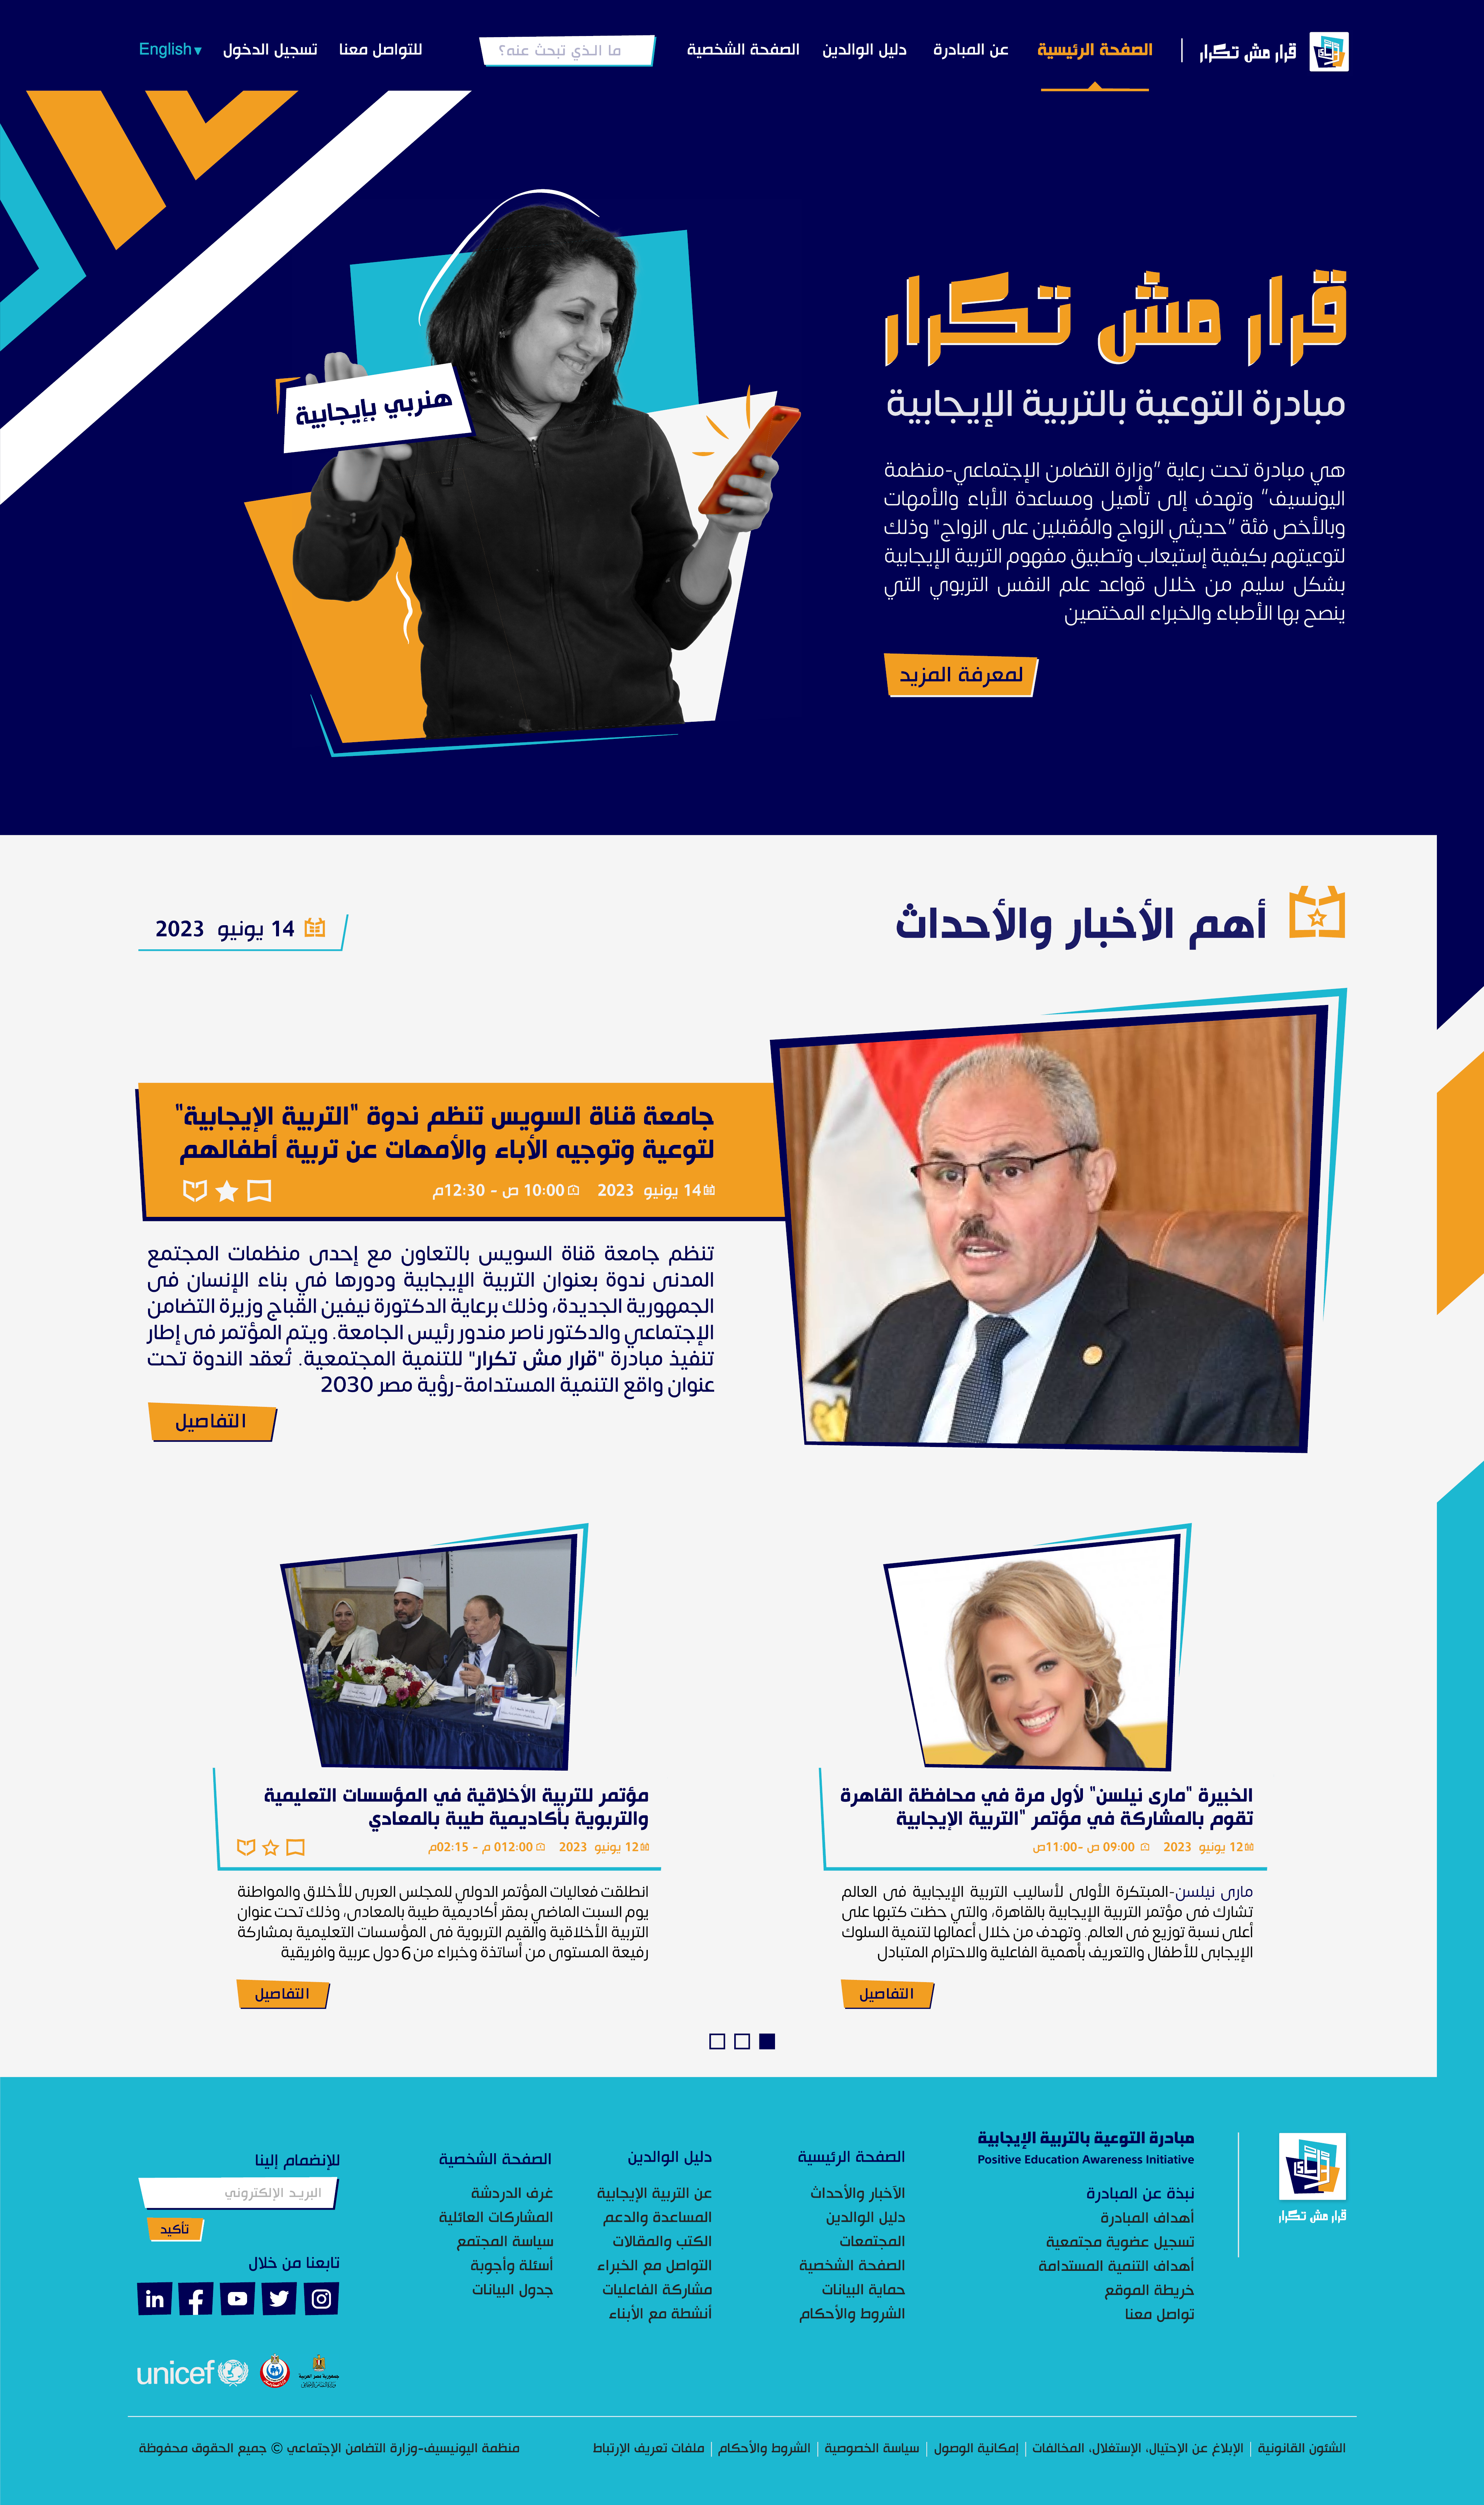 قرار مش تكرار
الصفحة الرئيسية
عن المبادرة
دليل الوالدين
الصفحة الشخصية
ما الـذي تبحث عنه؟
للتواصل معنا
تسجيل الدخول
English
قرار مش تكرار
مبادرة التوعية بالتربية الإيجابية
هي مبادرة تحت رعاية "وزارة التضامن الإجتماعي-منظمة
اليونسيف" وتهدف إلى تأهيل ومساعدة الأباء والأمهات
وبالأخص فئة "حديثي الزواج والمُقبلين على الزواج" وذلك
لتوعيتهم بكيفية إستيعاب وتطبيق مفهوم التربية الإيجابية
بشكل سليم من خلال قواعد علم النفس التربوي التي
ينصح بها الأطباء والخبراء المختصين
لمعرفة المزيد
هنربي بإيجابية
أهم الأخبار والأحداث
14 يونيو 2023
جامعة قناة السويس تنظم ندوة "التربية الإيجابية"
لتوعية وتوجيه الأباء والأمهات عن تربية أطفالهم
14 يونيو 2023
10:00 ص - 12:30م
تنظم جامعة قناة السويس بالتعاون مع إحدى منظمات المجتمع
المدنى ندوة بعنوان التربية الإيجابية ودورها في بناء الإنسان فى
الجمهورية الجديدة، وذلك برعاية الدكتورة نيفين القباج وزيرة التضامن
الإجتماعي والدكتور ناصر مندور رئيس الجامعة. ويتم المؤتمر فى إطار
تنفيذ مبادرة "قرار مش تكرار" للتنمية المجتمعية. تُعقد الندوة تحت
عنوان واقع التنمية المستدامة-رؤية مصر 2030
التفاصيل
الخبيرة "مارى نيلسن" لأول مرة في محافظة القاهرة
تقوم بالمشاركة في مؤتمر "التربية الإيجابية
12 يونيو 2023
09:00 ص -11:00ص
مارى نيلسن-المبتكرة الأولى لأساليب التربية الإيجابية فى العالم
تشارك فى مؤتمر التربية الإيجابية بالقاهرة، والتي حظت كتبها على
أعلى نسبة توزيع فى العالم. وتهدف من خلال أعمالها لتنمية السلوك
الإيجابى للأطفال والتعريف بأهمية الفاعلية والاحترام المتبادل
التفاصيل
مؤتمر للتربية الأخلاقية في المؤسسات التعليمية
والتربوية بأكاديمية طيبة بالمعادي
12 يونيو 2023
012:00 م - 02:15م
انطلقت فعاليات المؤتمر الدولي للمجلس العربى للأخلاق والمواطنة
يوم السبت الماضي بمقر أكاديمية طيبة بالمعادى، وذلك تحت عنوان
التربية الأخلاقية والقيم التربوية فى المؤسسات التعليمية بمشاركة
رفيعة المستوى من أساتذة وخبراء من 6 دول عربية وافريقية
التفاصيل
قرار مش تكرار
مبادرة التوعية بالتربية الإيجابية
Positive Education Awareness Initiative
نبذة عن المبادرة
أهداف المبادرة
تسجيل عضوية مجتمعية
أهداف التنمية المستدامة
خريطة الموقع
تواصل معنا
الصفحة الرئيسية
الأخبار والأحداث
دليل الوالدين
المجتمعات
الصفحة الشخصية
حماية البيانات
الشروط والأحكام
دليل الوالدين
عن التربية الإيجابية
المساعدة والدعم
الكتب والمقالات
التواصل مع الخبراء
مشاركة الفاعليات
أنشطة مع الأبناء
الصفحة الشخصية
غرف الدردشة
المشاركات العائلية
سياسة المجتمع
أسئلة وأجوبة
جدول البيانات
للإنضمام إلينا
البريـد الإلكتروني
تأكيد
تابعنا من خلال
جمهورية مصر العربية
unicef
الشئون القانونية | الإبلاغ عن الإحتيال، الإستغلال، المخالفات | إمكانية الوصول | سياسة الخصوصية | الشروط والأحكام | ملفات تعريف الإرتباط
منظمة اليونيسيف-وزارة التضامن الإجتماعي © جميع الحقوق محفوظة